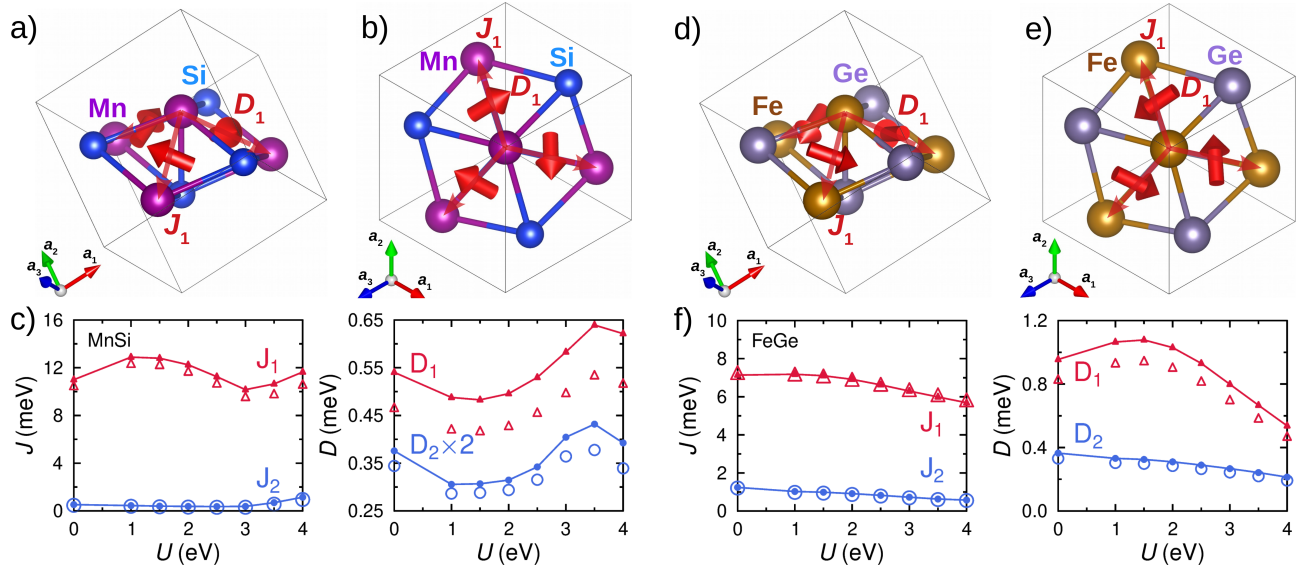 a)
Mn
Si
D1
J1
a2
a3
a1
b)
J1
Mn
Si
D1
a2
a3
a1
d)
Fe
Ge
D1
J1
a2
a3
a1
e)
J1
Fe
Ge
D1
a2
a3
a1
c)
MnSi
J1
J2
J (meV)
16
12
8
4
0
0 1 2 3 4
U (eV)
D1
D2×2
D (meV)
0.65
0.55
0.45
0.35
0.25
0 1 2 3 4
U (eV)
f)
FeGe
J1
J2
J (meV)
10
8
6
4
2
0
0 1 2 3 4
U (eV)
D1
D2
D (meV)
1.2
0.8
0.4
0.0
0 1 2 3 4
U (eV)